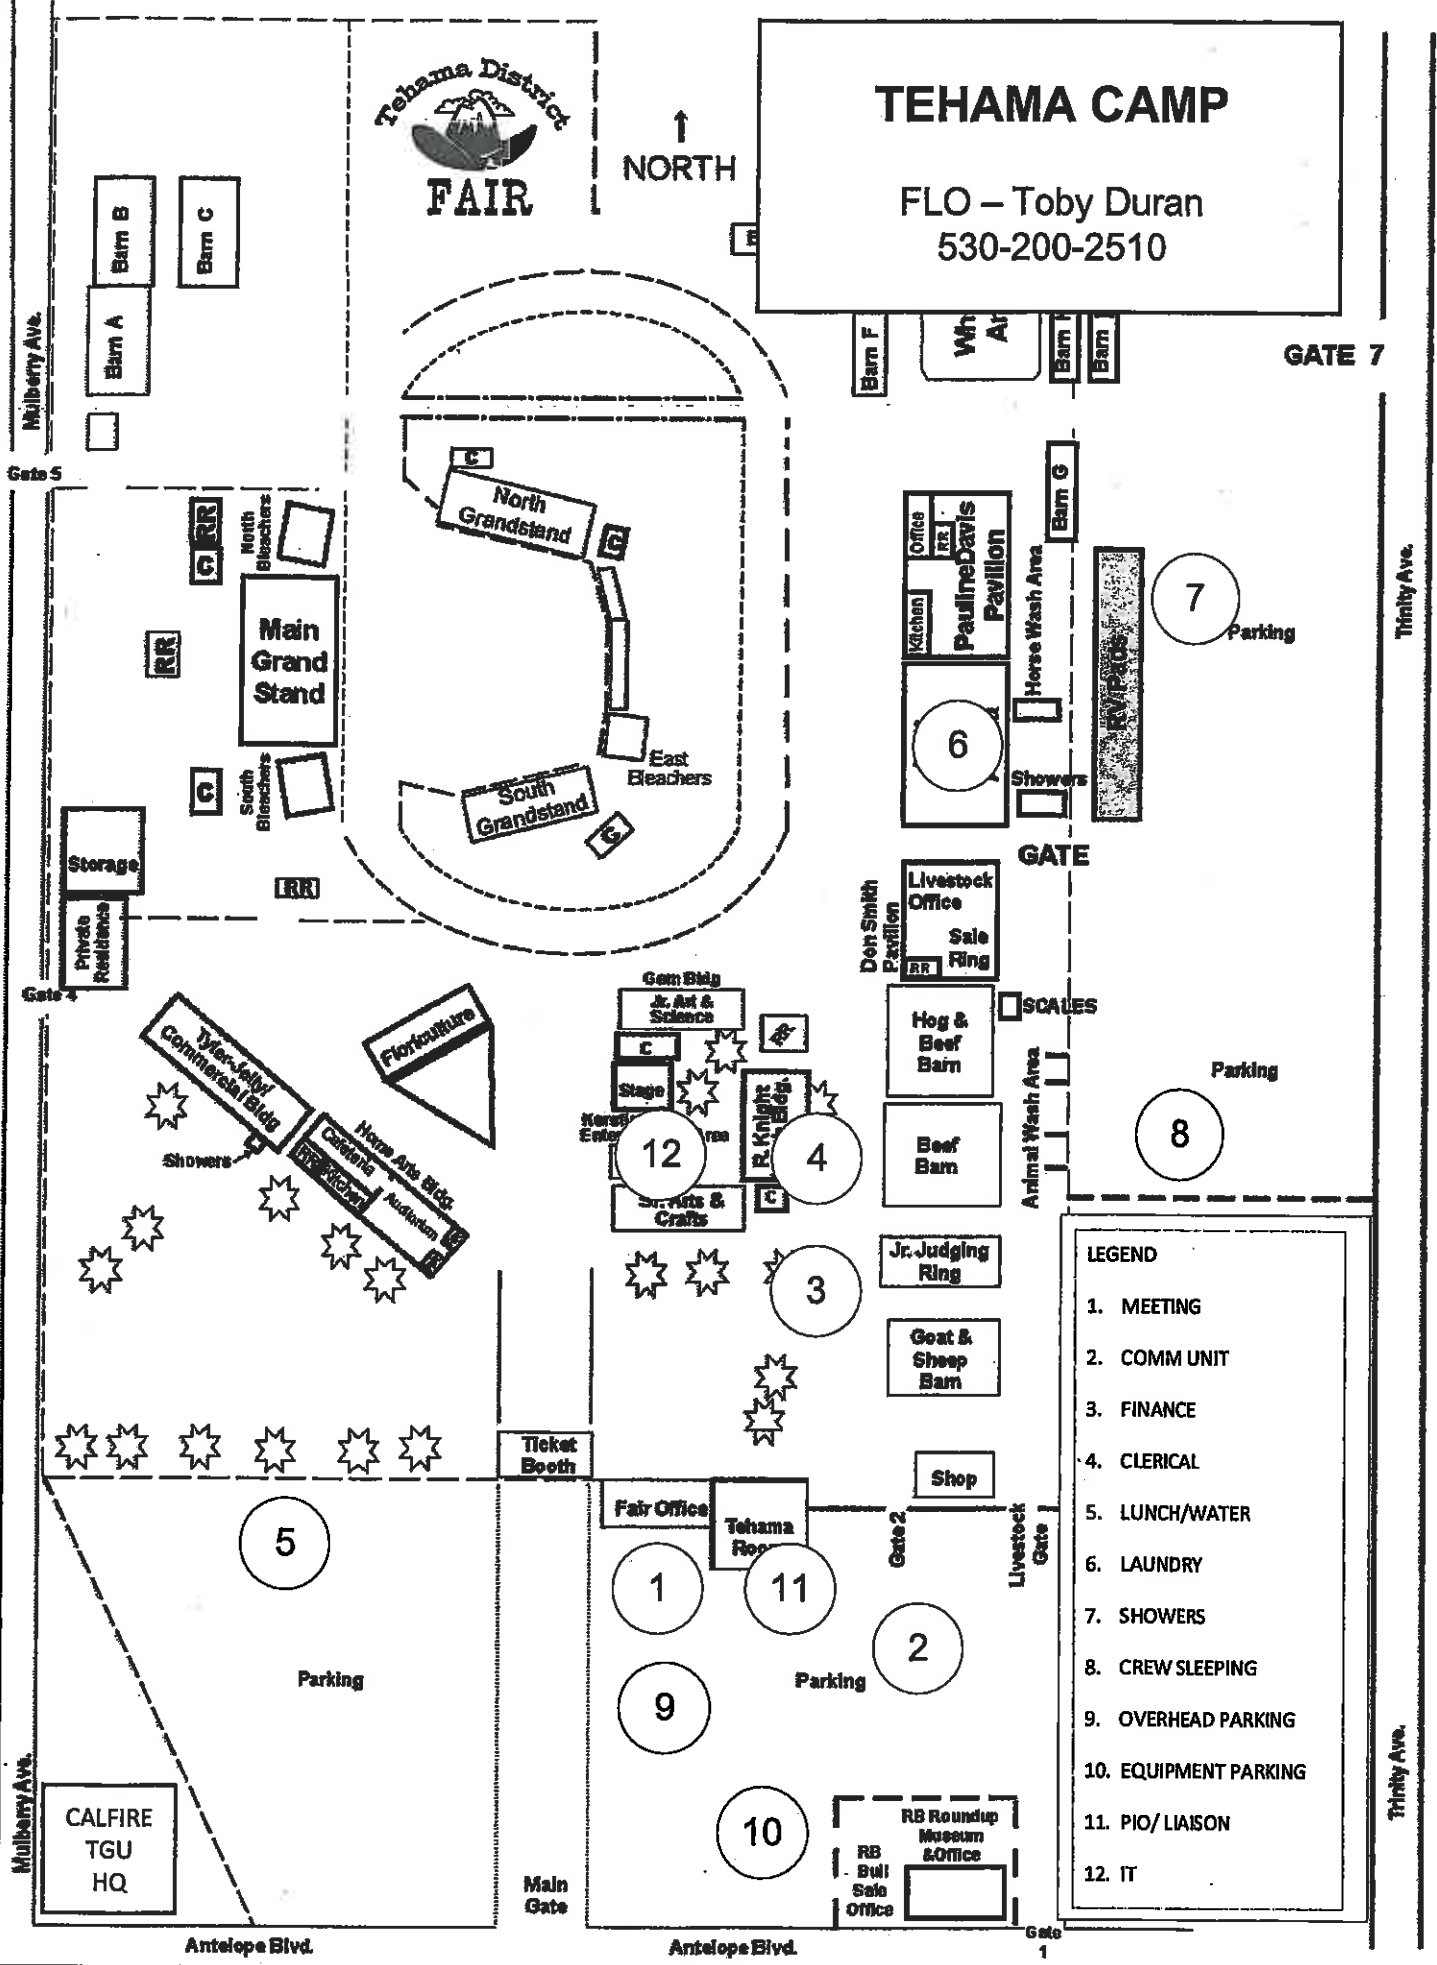 Tehama District
FAIR
↑
NORTH
TEHAMA CAMP
FLO – Toby Duran
530-200-2510
Barn B
Barn C
Barn A
Mulberry Ave.
Gate 5
Barn F
Wh
Ar
Barn
Barn
GATE 7
C
North
Grandstand
C
RR
C
North
Bleachers
RR
Main
Grand
Stand
C
South
Bleachers
East
Bleachers
South
Grandstand
C
Office
RR
Kitchen
PaulineDavis
Pavilion
Barn G
Horse Wash Area
RV/Pads
7
Parking
Trinity Ave.
6
Showers
GATE
Storage
RR
Private
Residence
Gate 4
Don Smith
Pavilion
Livestock
Office
Sale
Ring
RR
SCALES
Hog &
Beef
Barn
Beef
Barn
Animal Wash Area
Parking
8
Tyler-Jelly/
Commercial Bldg
Showers
Floriculture
Home Arts Bldg.
Cafeteria
RR
Kitchen
Auditorium
Gem Bldg
Jr. Art &
Science
C
Stage
RR
R. Knight
Bldg.
12
4
Sr. Arts &
Crafts
C
3
Jr. Judging
Ring
Goat &
Sheep
Barn
Shop
Ticket
Booth
Fair Office
Tehama
Gate 2
Livestock
Gate
5
1
11
2
Parking
9
Parking
10
Mulberry Ave.
CALFIRE
TGU
HQ
Main
Gate
RB Roundup
Museum
&Office
RB
Bull
Sale
Office
Gate
1
Antelope Blvd.
Antelope Blvd.
Trinity Ave.
LEGEND
1. MEETING
2. COMM UNIT
3. FINANCE
4. CLERICAL
5. LUNCH/WATER
6. LAUNDRY
7. SHOWERS
8. CREW SLEEPING
9. OVERHEAD PARKING
10. EQUIPMENT PARKING
11. PIO/ LIAISON
12. IT